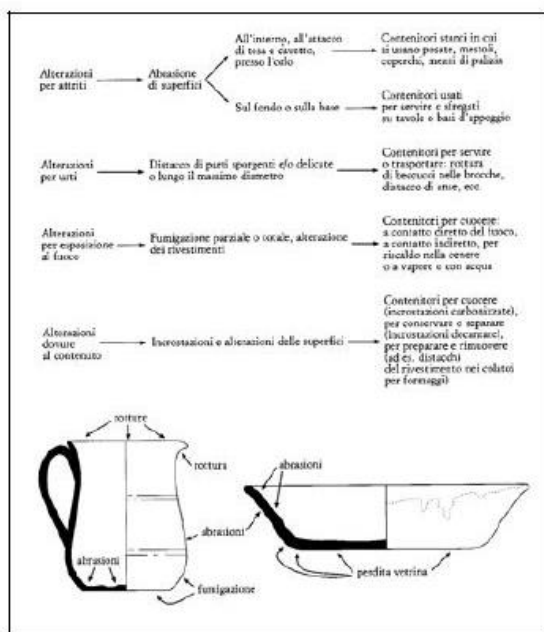 Alterazioni
per attriti
Abrasione
di superfici
All'interno, all'attacco
di tesa e cavetto,
presso l'orlo
Contenitori stanti in cui
si usano posate, mestoli,
coperchi, mezzi di pulizia
Sul fondo o sulla base
Contenitori usati
per servire e sfregati
su tavole o basi d'appoggio
Alterazioni
per urti
Distacco di parti sporgenti e/o delicate
o lungo il massimo diametro
Contenitori per servire
o trasportare: rottura
di beccucci nelle brocche,
distacco di anse, ecc.
Alterazioni
per esposizione
al fuoco
Fumigazione parziale o totale, alterazione
dei rivestimenti
Contenitori per cuocere:
a contatto diretto del fuoco,
a contatto indiretto, per
riscaldo nella cenere
o a vapore e con acqua
Alterazioni
dovute
al contenuto
Incrostazioni e alterazioni delle superfici
Contenitori per cuocere
(incrostazioni carbonizzate),
per conservare o separare
(incrostazioni decantate),
per preparare e rimuovere
(ad es. distacchi
del rivestimento nei colatoi
per formaggi)
rotture
rottura
abrasioni
abrasioni
fumigazione
abrasioni
perdita vetrina